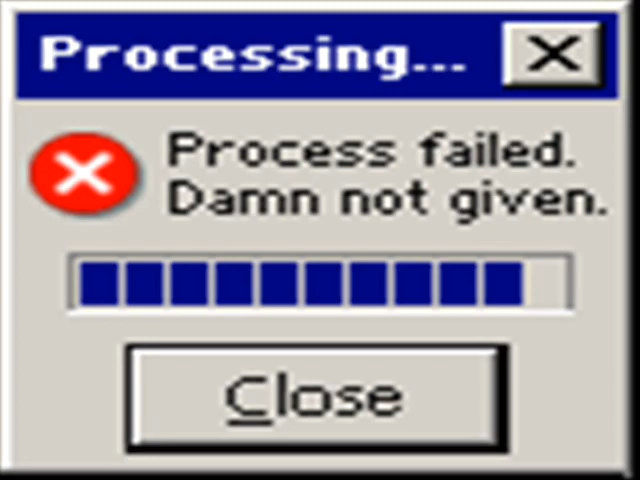 Processing...
Process failed.
Damn not given.
Close